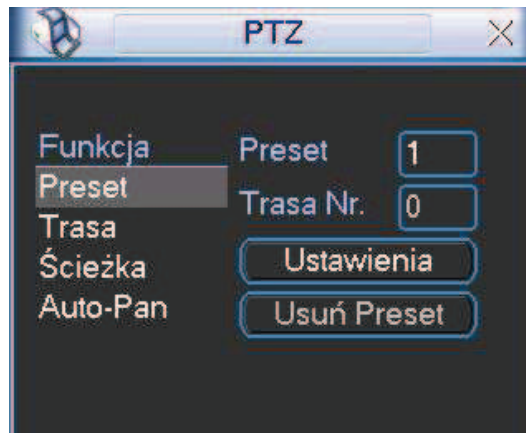 PTZ
Funkcja
Preset
Trasa
Ścieżka
Auto-Pan
Preset 1
Trasa Nr. 0
Ustawienia
Usuń Preset